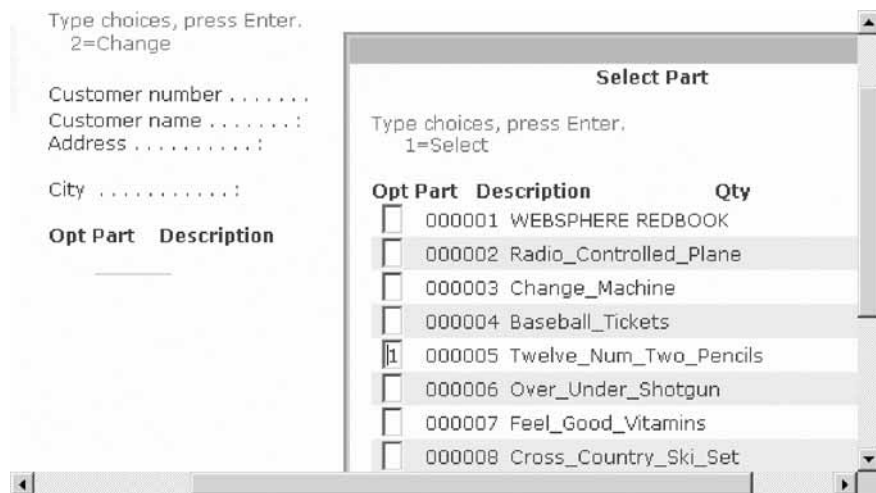 Type choices, press Enter.
2=Change
Customer number . . . . . . .
Customer name . . . . . . . :
Address . . . . . . . . . . :
City . . . . . . . . . . . :
Opt Part Description
Select Part
Type choices, press Enter.
1=Select
Opt Part Description Qty
000001 WEBSPHERE REDBOOK
000002 Radio_Controlled_Plane
000003 Change_Machine
000004 Baseball_Tickets
1 000005 Twelve_Num_Two_Pencils
000006 Over_Under_Shotgun
000007 Feel_Good_Vitamins
000008 Cross_Country_Ski_Set